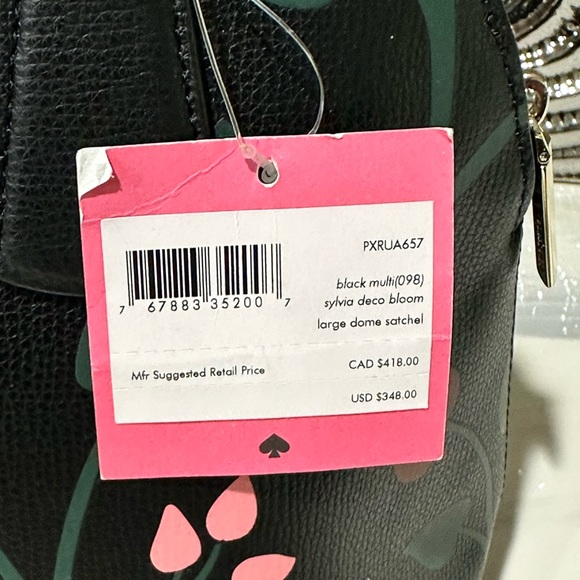 PXRUA657
7 67883 35200 7
black multi(098)
sylvia deco bloom
large dome satchel
Mfr Suggested Retail Price
CAD $418.00
USD $348.00